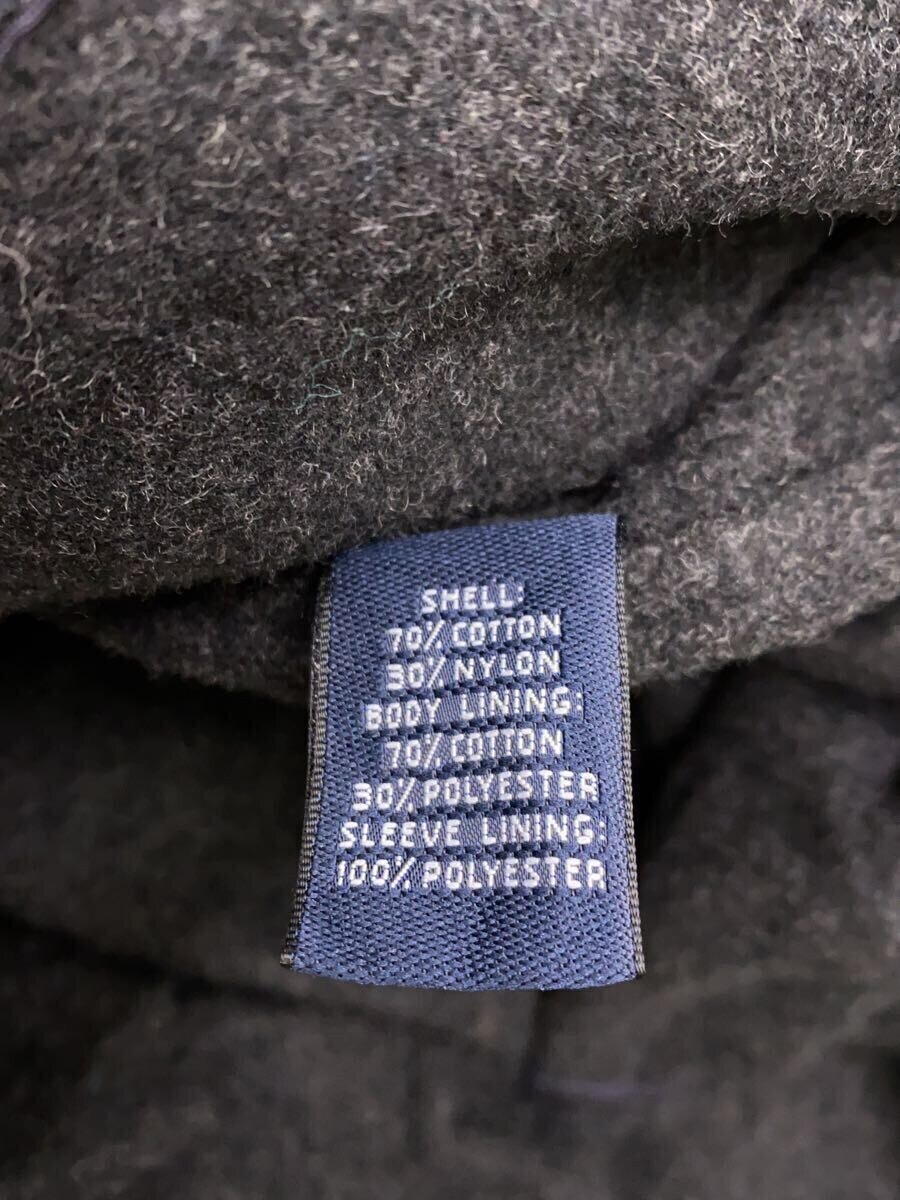 SHELL:
70% COTTON
30% NYLON
BODY LINING:
70% COTTON
30% POLYESTER
SLEEVE LINING:
100% POLYESTER